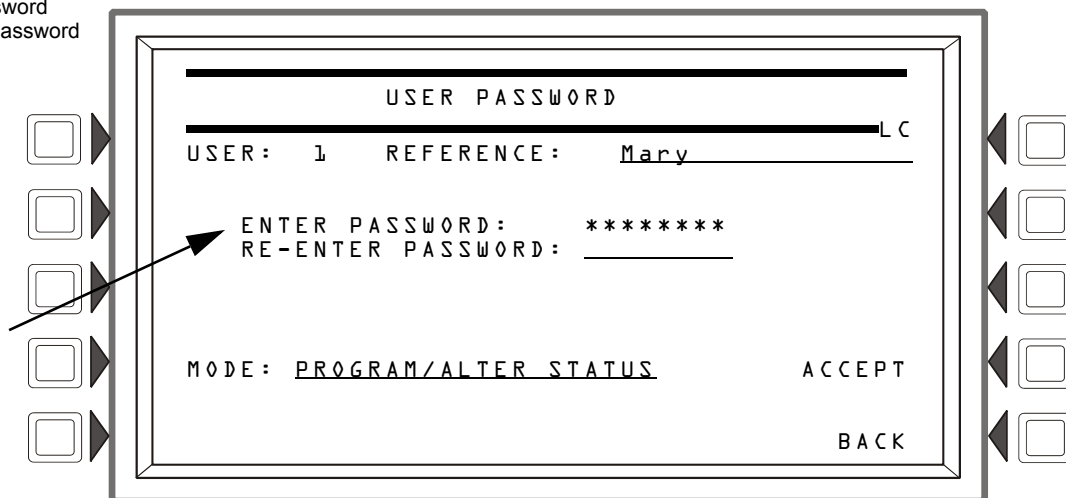 assword
USER PASSWORD
LC
USER: 1 REFERENCE: Mary
ENTER PASSWORD: ********
RE-ENTER PASSWORD:
MODE: PROGRAM/ALTER STATUS ACCEPT
BACK